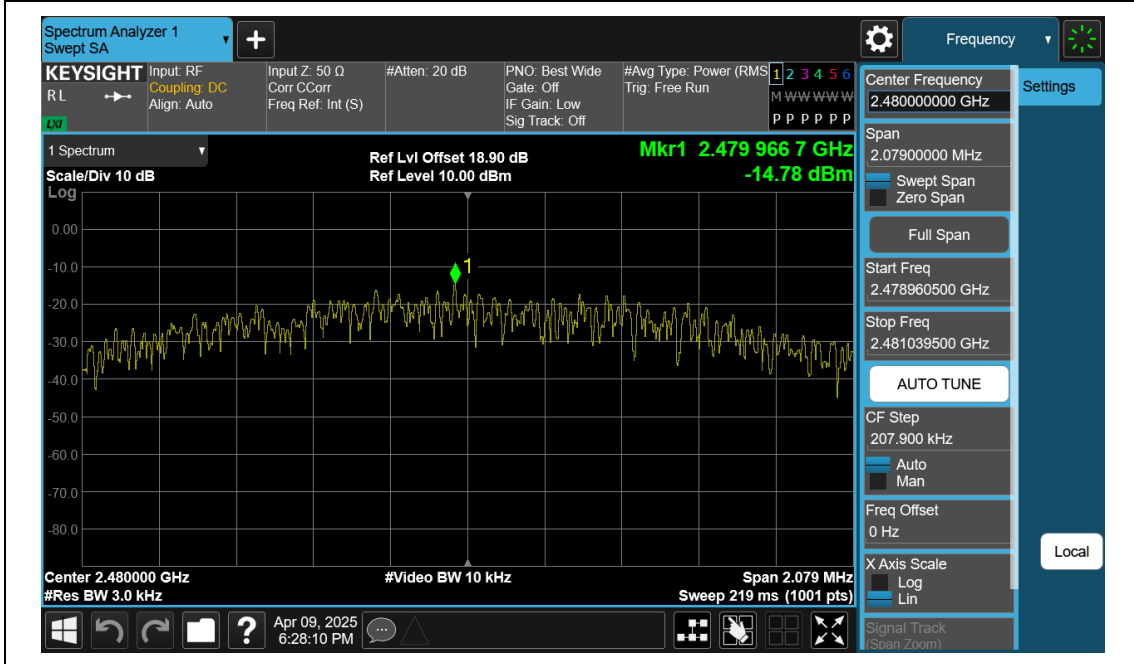 Spectrum Analyzer 1
Swept SA
+
Frequency
KEYSIGHT
RL
LXI
Input: RF
Coupling: DC
Align: Auto
Input Z: 50 Ω
Corr CCorr
Freq Ref: Int (S)
#Atten: 20 dB
PNO: Best Wide
Gate: Off
IF Gain: Low
Sig Track: Off
#Avg Type: Power (RMS
Trig: Free Run
1 2 3 4 5 6
M W W W W W
P P P P P P
1 Spectrum
Scale/Div 10 dB
Log
Ref Lvl Offset 18.90 dB
Ref Level 10.00 dBm
Mkr1 2.479 966 7 GHz
-14.78 dBm
1
0.00
-10.0
-20.0
-30.0
-40.0
-50.0
-60.0
-70.0
-80.0
Center 2.480000 GHz
#Res BW 3.0 kHz
#Video BW 10 kHz
Span 2.079 MHz
Sweep 219 ms (1001 pts)
Center Frequency
2.480000000 GHz
Span
2.07900000 MHz
Swept Span
Zero Span
Full Span
Start Freq
2.478960500 GHz
Stop Freq
2.481039500 GHz
AUTO TUNE
CF Step
207.900 kHz
Auto
Man
Freq Offset
0 Hz
X Axis Scale
Log
Lin
Signal Track
(Span Zoom)
Settings
Local
?
Apr 09, 2025
6:28:10 PM